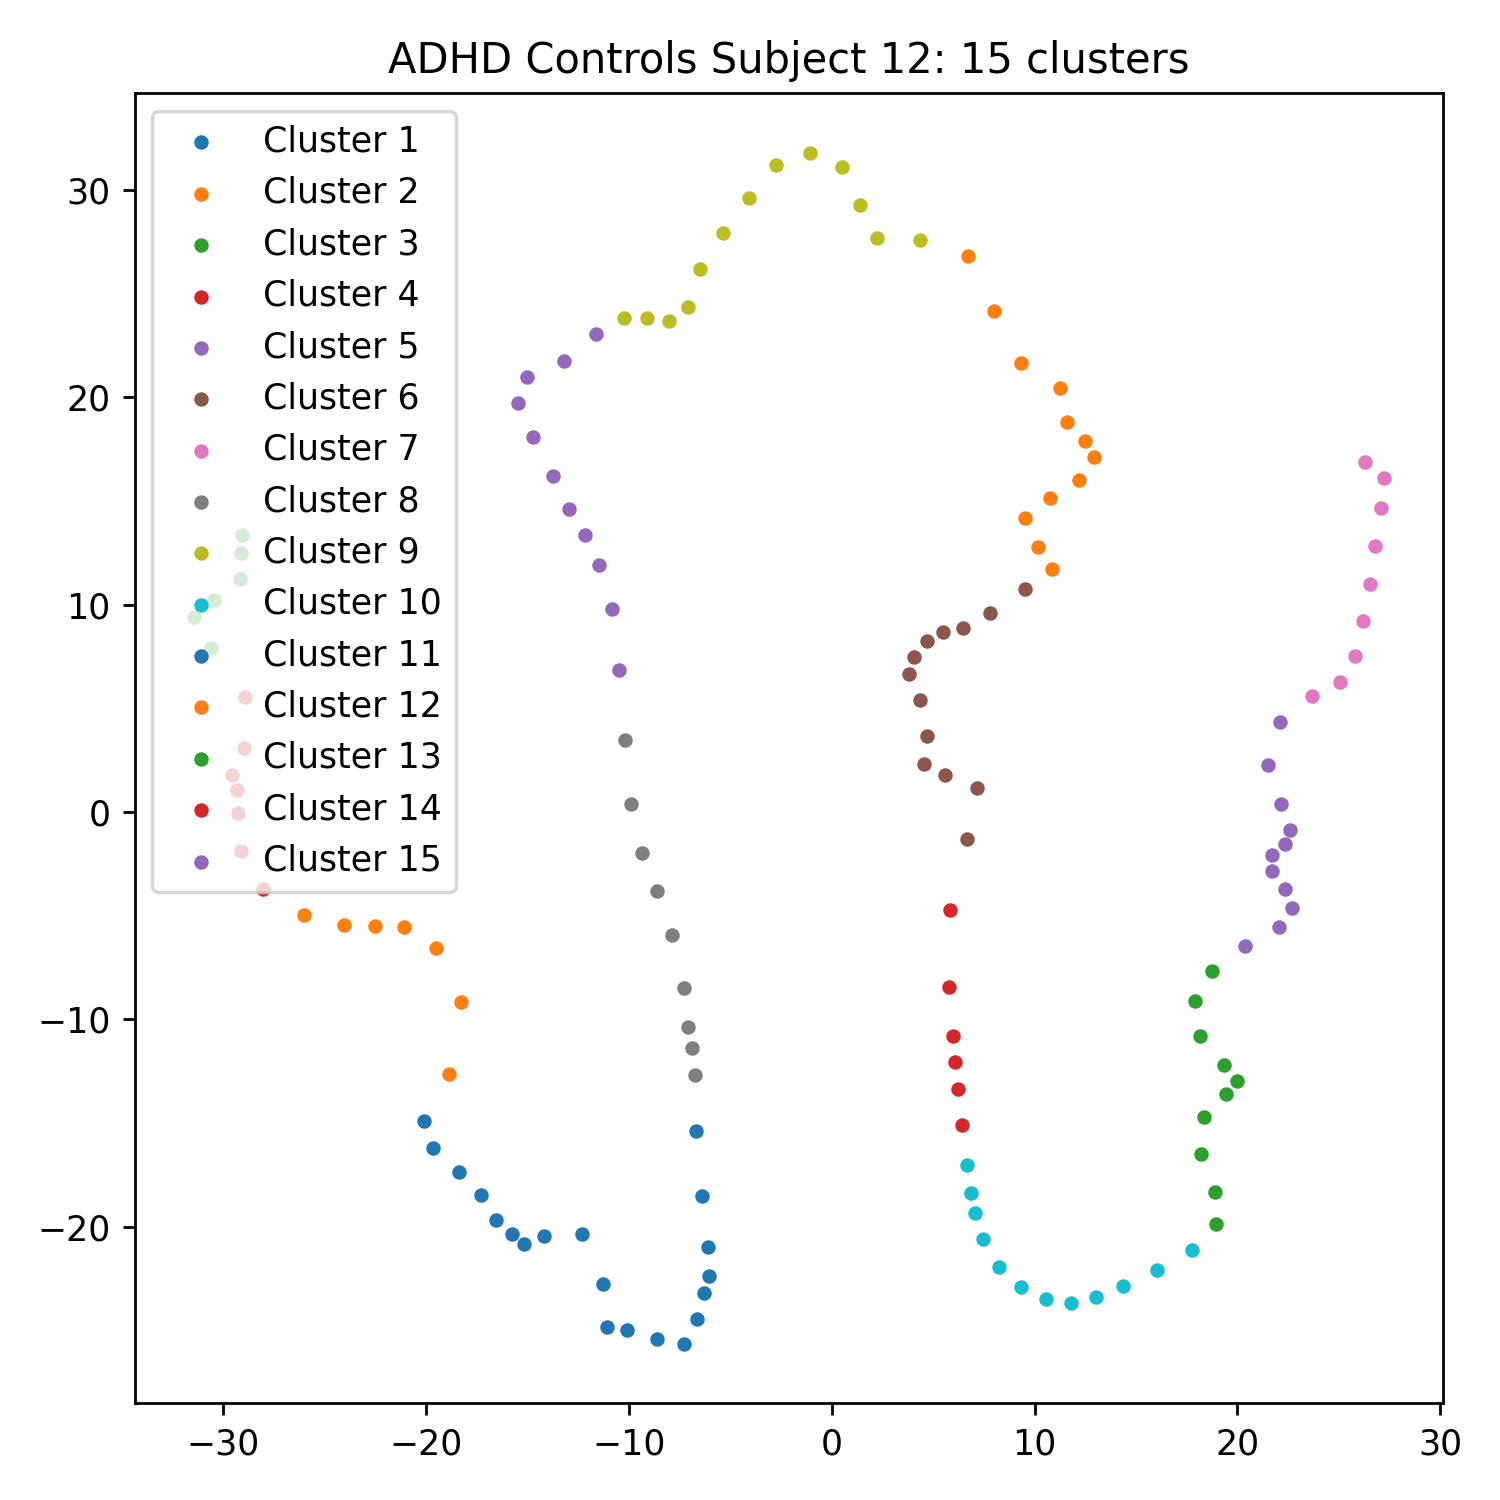 ADHD Controls Subject 12: 15 clusters
Cluster 1
Cluster 2
Cluster 3
Cluster 4
Cluster 5
Cluster 6
Cluster 7
Cluster 8
Cluster 9
Cluster 10
Cluster 11
Cluster 12
Cluster 13
Cluster 14
Cluster 15
30
20
10
0
−10
−20
−30 −20 −10 0 10 20 30